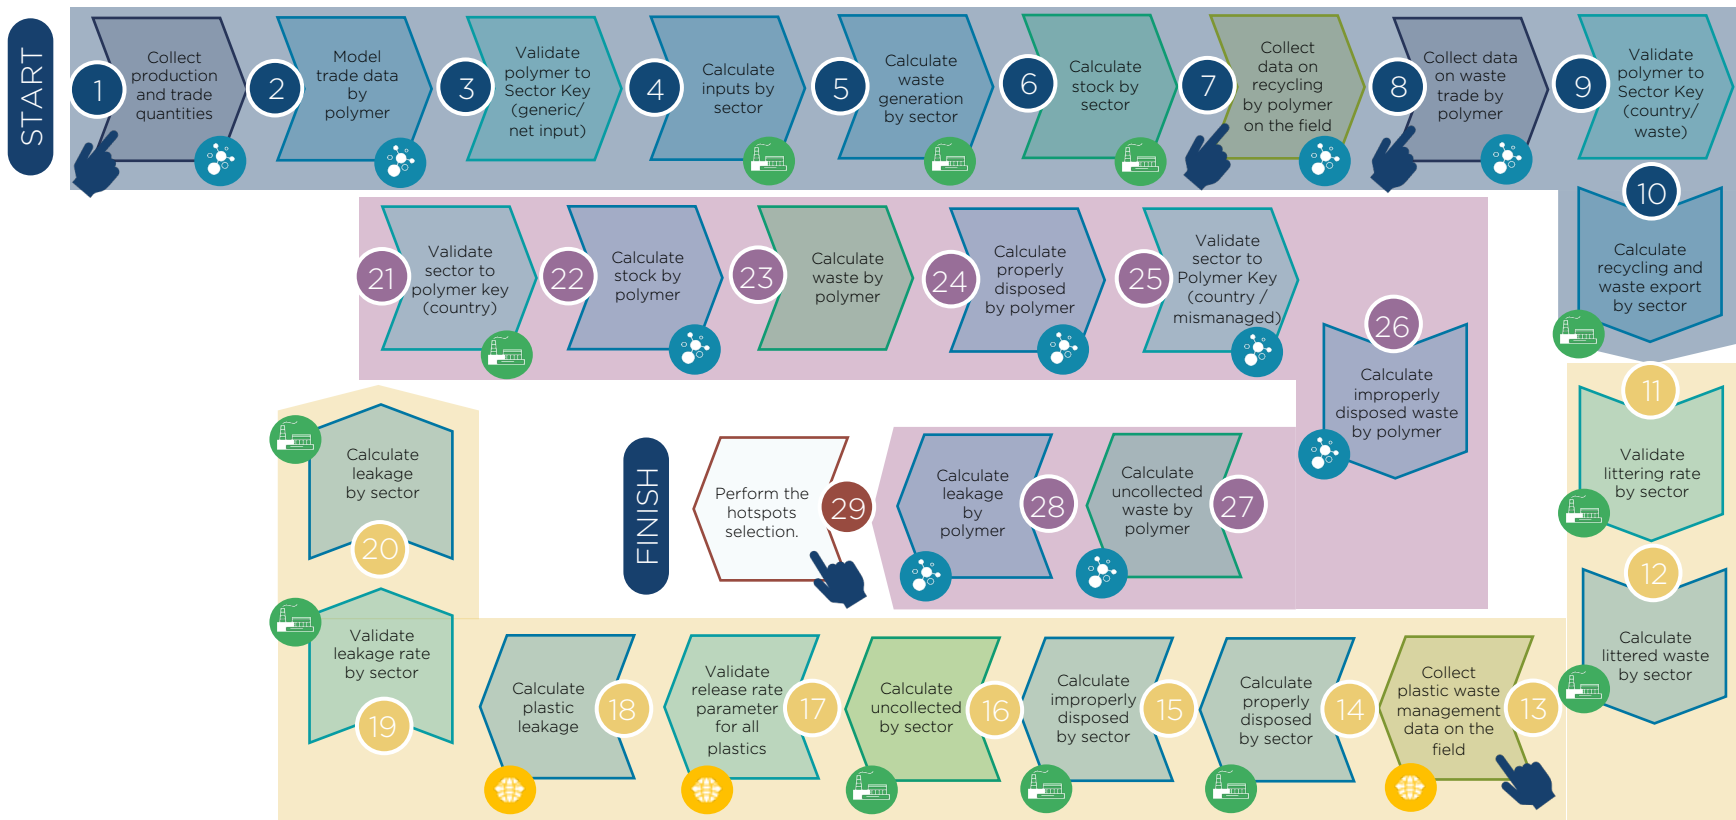 START
1
Collect
production
and trade
quantities
2
Model
trade data
by
polymer
3
Validate
polymer to
Sector Key
(generic/
net input)
4
Calculate
inputs by
sector
5
Calculate
waste
generation
by sector
6
Calculate
stock by
sector
7
Collect
data on
recycling
by polymer
on the field
8
Collect data
on waste
trade by
polymer
9
Validate
polymer to
Sector Key
(country/
waste)
10
Calculate
recycling and
waste export
by sector
11
Validate
littering rate
by sector
12
Calculate
littered waste
by sector
13
Collect
plastic waste
management
data on the
field
14
Calculate
properly
disposed
by sector
15
Calculate
improperly
disposed
by sector
16
Calculate
uncollected
by sector
17
Validate
release rate
parameter
for all
plastics
18
Calculate
plastic
leakage
19
Validate
leakage rate
by sector
20
Calculate
leakage
by sector
21
Validate
sector to
polymer key
(country)
22
Calculate
stock by
polymer
23
Calculate
waste by
polymer
24
Calculate
properly
disposed
by polymer
25
Validate
sector to
Polymer Key
(country /
mismanaged)
26
Calculate
improperly
disposed waste
by polymer
27
Calculate
uncollected
waste by
polymer
28
Calculate
leakage
by
polymer
29
Perform the
hotspots
selection.
FINISH